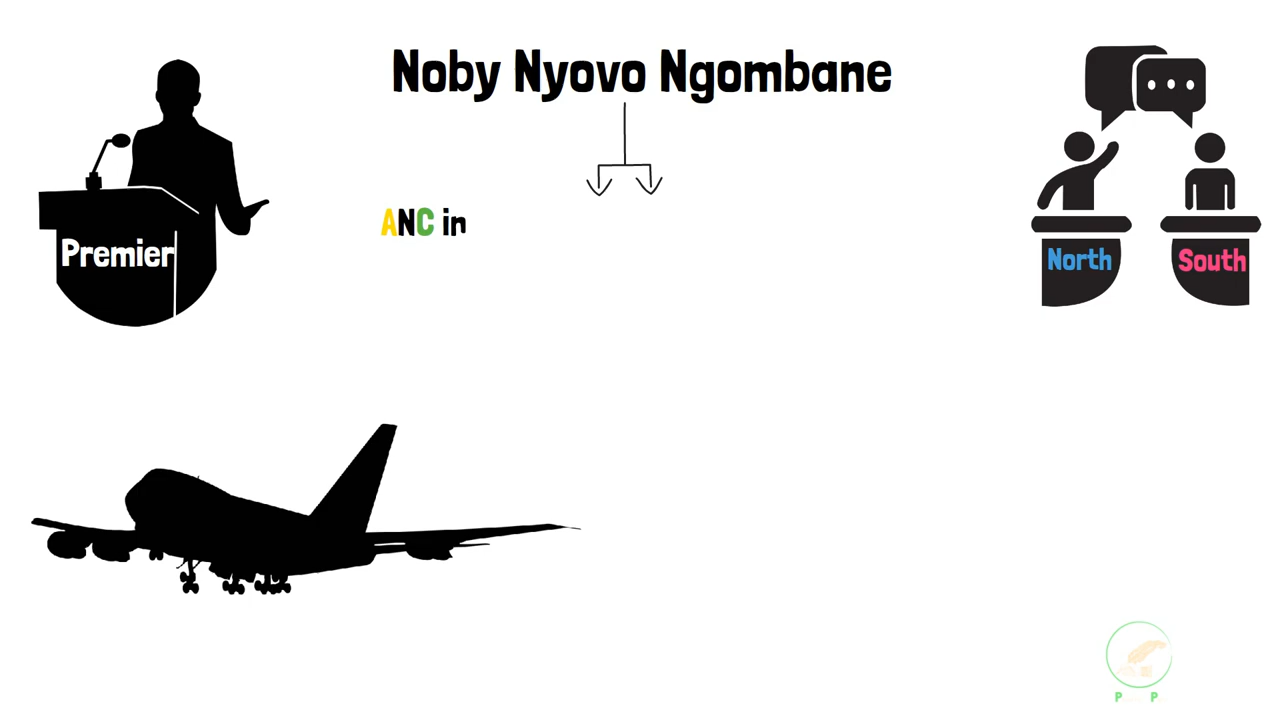 Noby Nyovo Ngombane
ANC in
Premier
North
South
P P